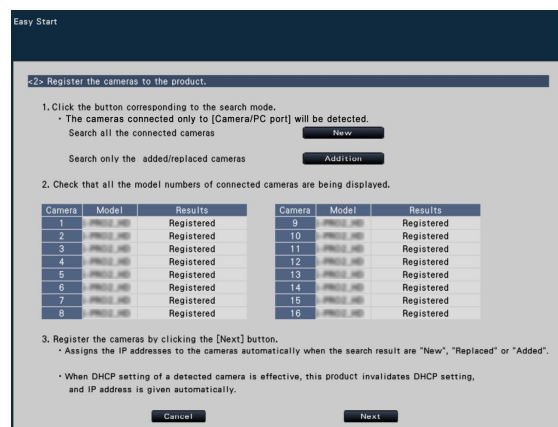 Easy Start
<2> Register the cameras to the product.
1. Click the button corresponding to the search mode.
・The cameras connected only to [Camera/PC port] will be detected.
Search all the connected cameras New
Search only the added/replaced cameras Addition
2. Check that all the model numbers of connected cameras are being displayed.
Camera Model Results Camera Model Results
1 Registered 9 Registered
2 Registered 10 Registered
3 Registered 11 Registered
4 Registered 12 Registered
5 Registered 13 Registered
6 Registered 14 Registered
7 Registered 15 Registered
8 Registered 16 Registered
3. Register the cameras by clicking the [Next] button.
・Assigns the IP addresses to the cameras automatically when the search result are "New", "Replaced" or "Added".
・When DHCP setting of a detected camera is effective, this product invalidates DHCP setting,
and IP address is given automatically.
Cancel Next